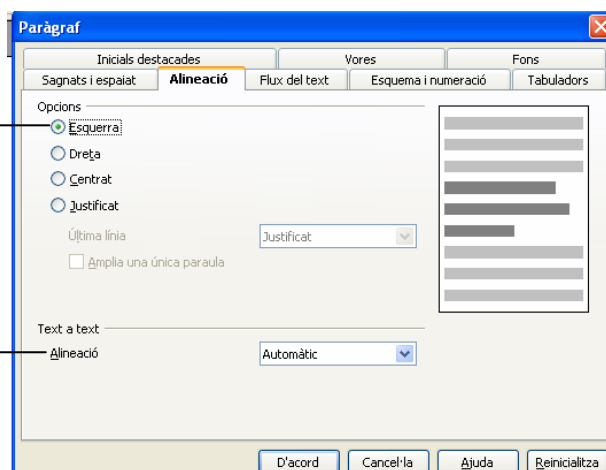 Paràgraf
Inicials destacades Vores Fons
Sagnats i espaiat Alineació Flux del text Esquema i numeració Tabuladors
Opcions
Esquerra
Dreta
Centrat
Justificat
Última línia Justificat
Amplia una única paraula
Text a text
Alineació Automàtic
D'acord Cancel·la Ajuda Reinicialitza